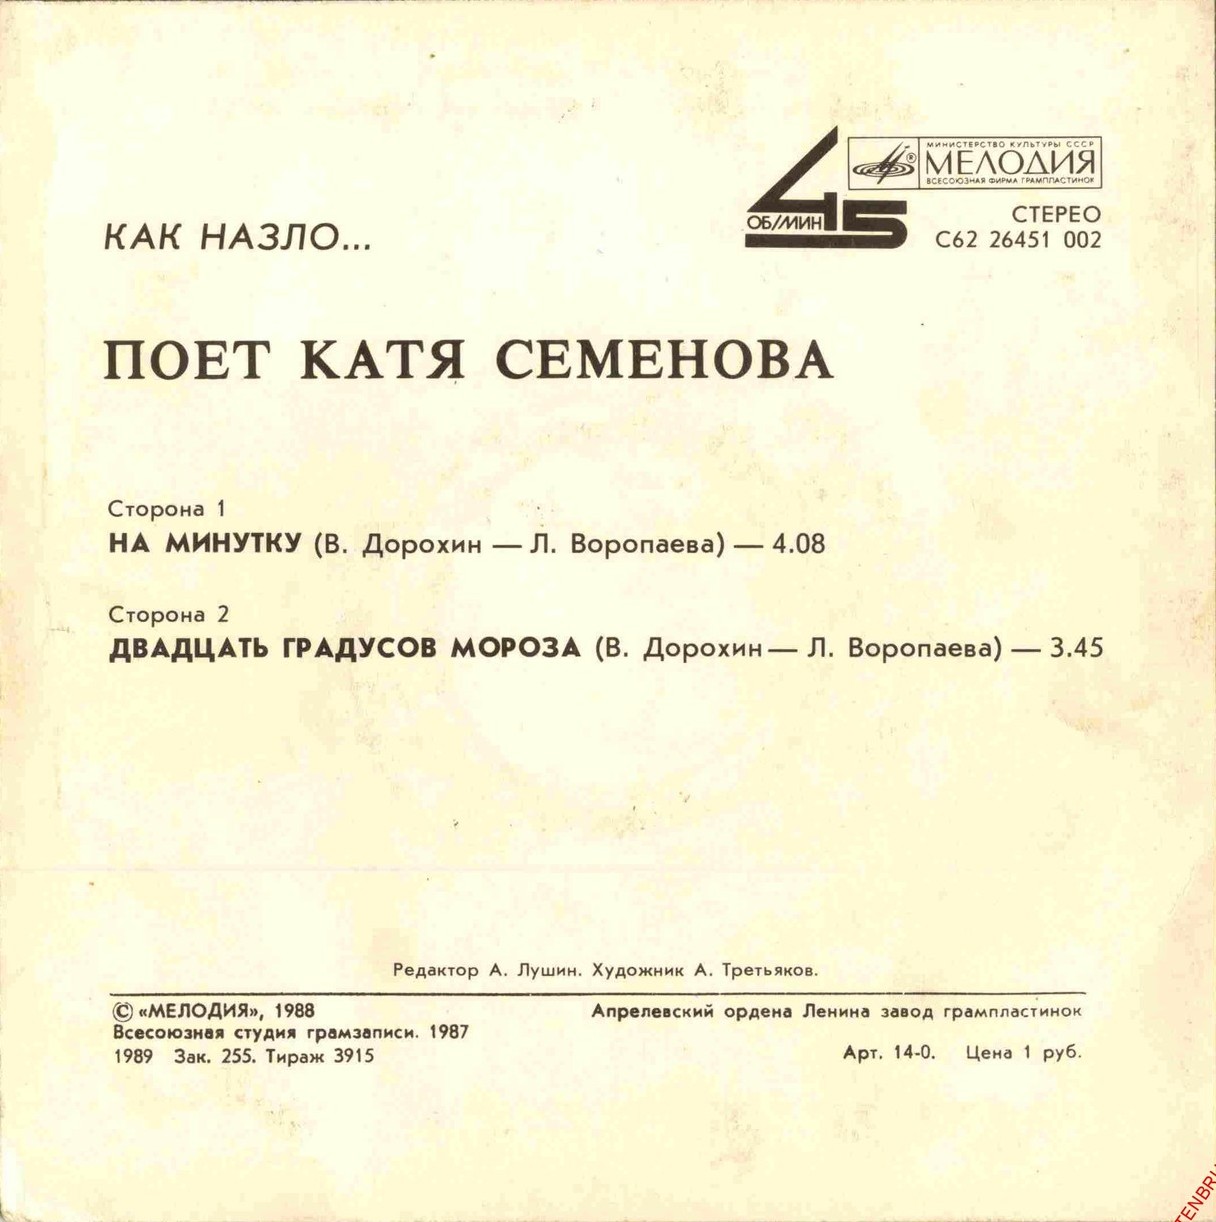 МИНИСТЕРСТВО КУЛЬТУРЫ СССР
МЕЛОДИЯ
ВСЕСОЮЗНАЯ ФИРМА ГРАМПЛАСТИНОК
45
ОБ/МИН
СТЕРЕО
С62 26451 002
КАК НАЗЛО...
ПОЕТ КАТЯ СЕМЕНОВА
Сторона 1
НА МИНУТКУ (В. Дорохин — Л. Воропаева) — 4.08
Сторона 2
ДВАДЦАТЬ ГРАДУСОВ МОРОЗА (В. Дорохин — Л. Воропаева) — 3.45
Редактор А. Лушин. Художник А. Третьяков.
© «МЕЛОДИЯ», 1988
Всесоюзная студия грамзаписи. 1987
1989 Зак. 255. Тираж 3915
Апрелевский ордена Ленина завод грампластинок
Арт. 14-0. Цена 1 руб.